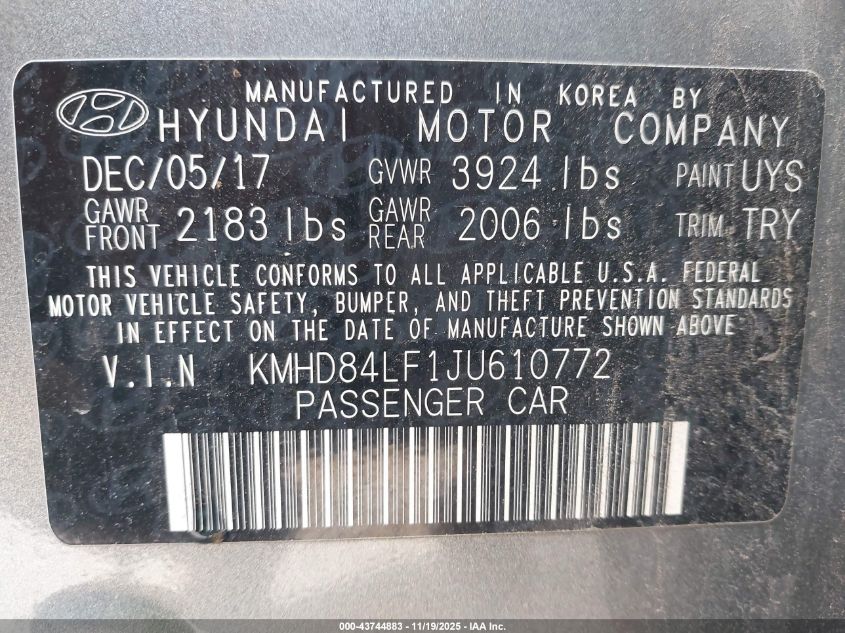 MANUFACTURED IN KOREA BY
HYUNDAI MOTOR COMPANY
DEC/05/17 GVWR 3924 lbs PAINT UYS
GAWR FRONT 2183 lbs GAWR REAR 2006 lbs TRIM TRY
THIS VEHICLE CONFORMS TO ALL APPLICABLE U.S.A. FEDERAL
MOTOR VEHICLE SAFETY, BUMPER, AND THEFT PREVENTION STANDARDS
IN EFFECT ON THE DATE OF MANUFACTURE SHOWN ABOVE
V.I.N KMHD84LF1JU610772
PASSENGER CAR
000-43744883 - 11/19/2025 - IAA Inc.